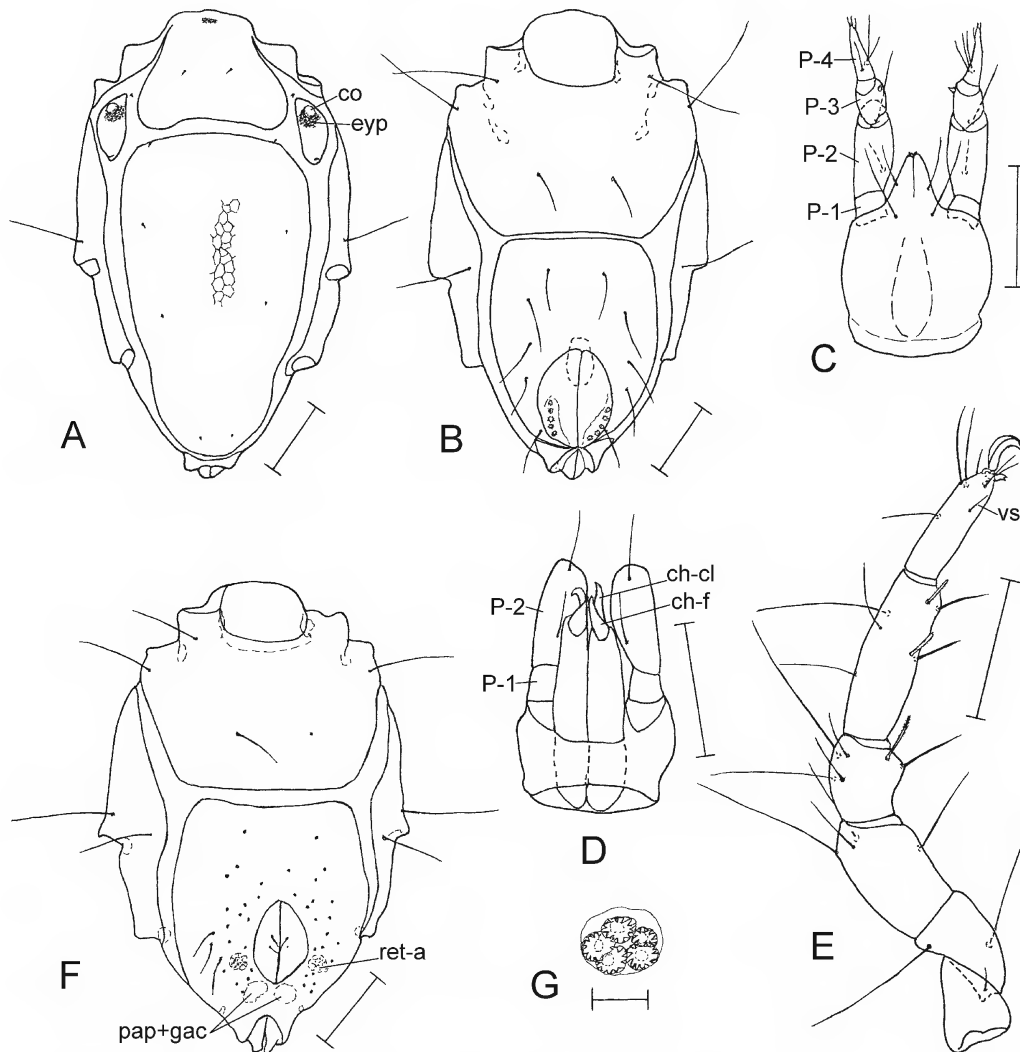 co
eyp
A
B
P-4
P-3
P-2
P-1
C
ch-cl
ch-f
P-2
P-1
D
vs
E
ret-a
pap+gac
F
G